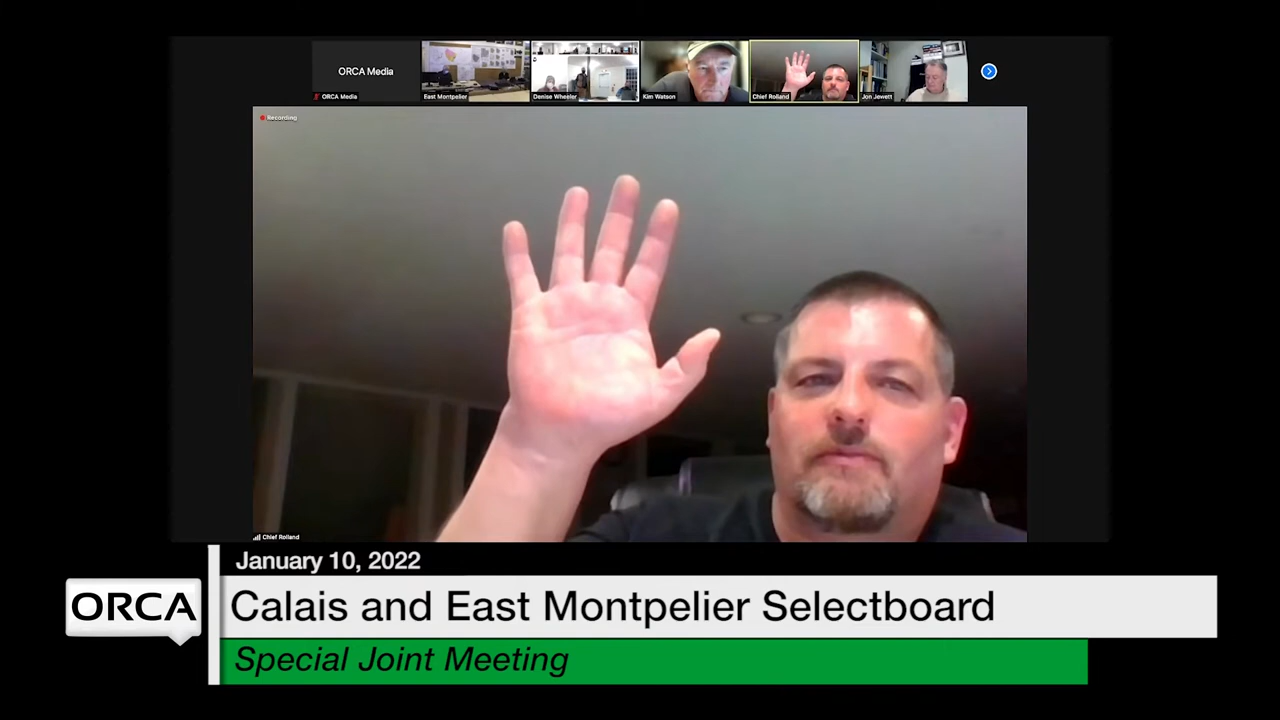 ORCA Media
ORCA Media
East Montpelier
Denise Wheeler
Kim Watson
Chief Rolland
Jon Jewett
Recording
Chief Rolland
January 10, 2022
ORCA
Calais and East Montpelier Selectboard
Special Joint Meeting